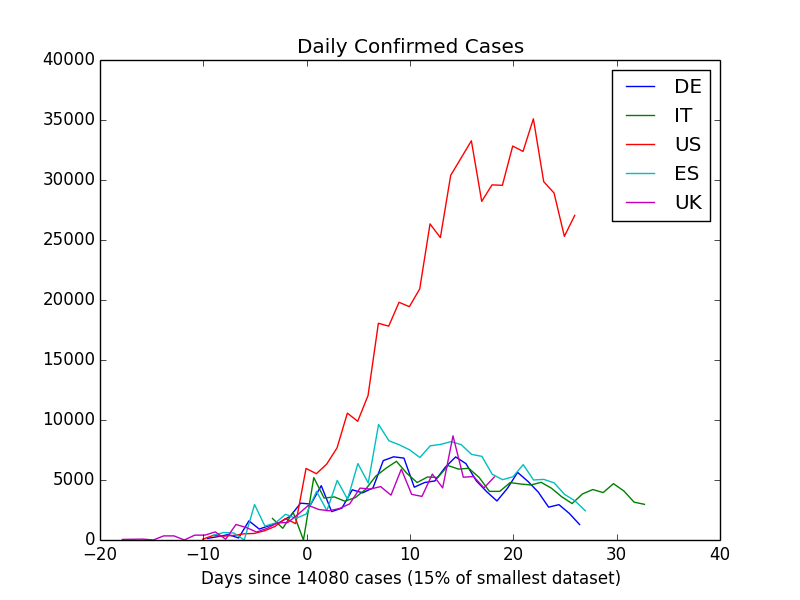 Daily Confirmed Cases
40000
35000
30000
25000
20000
15000
10000
5000
0
−20
−10
0
10
20
30
40
Days since 14080 cases (15% of smallest dataset)
DE
IT
US
ES
UK